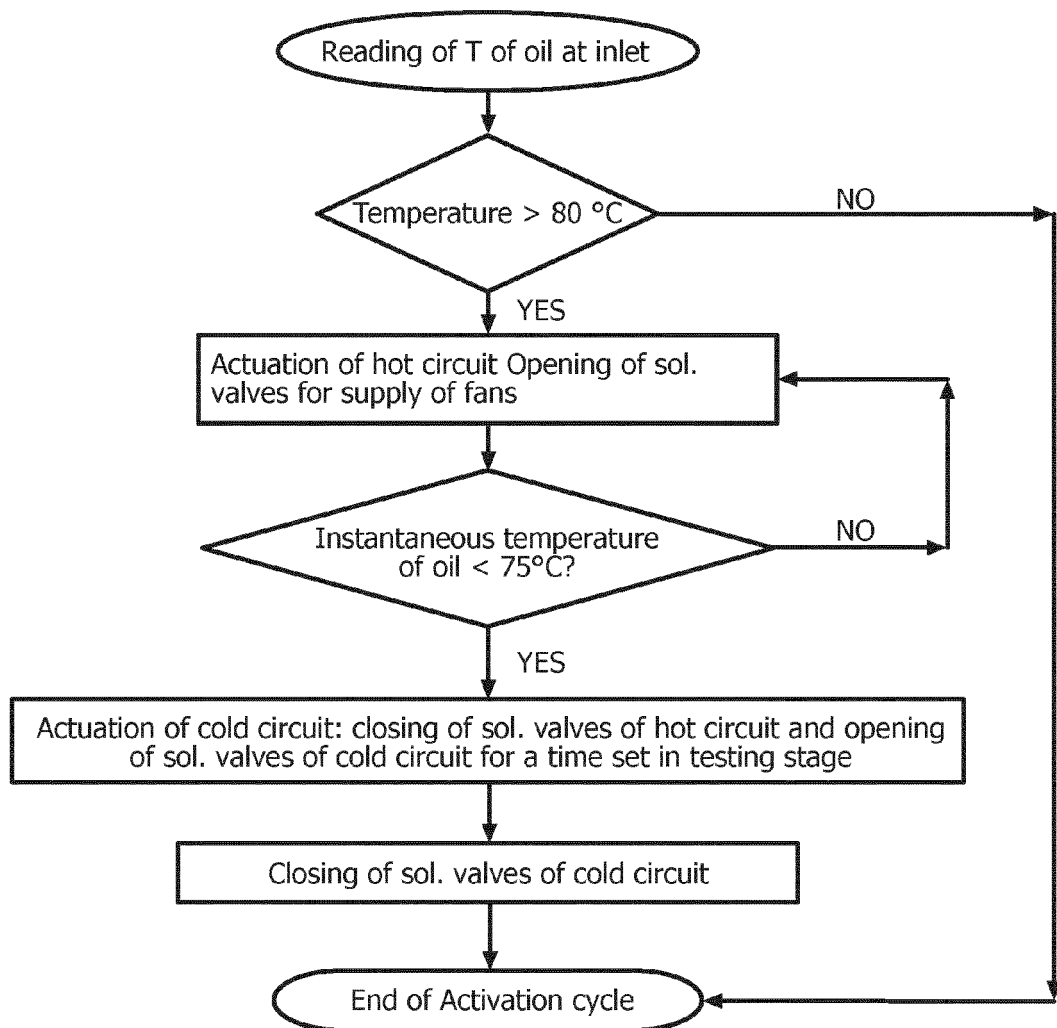 Reading of T of oil at inlet
Temperature > 80 °C
NO
YES
Actuation of hot circuit Opening of sol.
valves for supply of fans
Instantaneous temperature
of oil < 75°C?
NO
YES
Actuation of cold circuit: closing of sol. valves of hot circuit and opening
of sol. valves of cold circuit for a time set in testing stage
Closing of sol. valves of cold circuit
End of Activation cycle